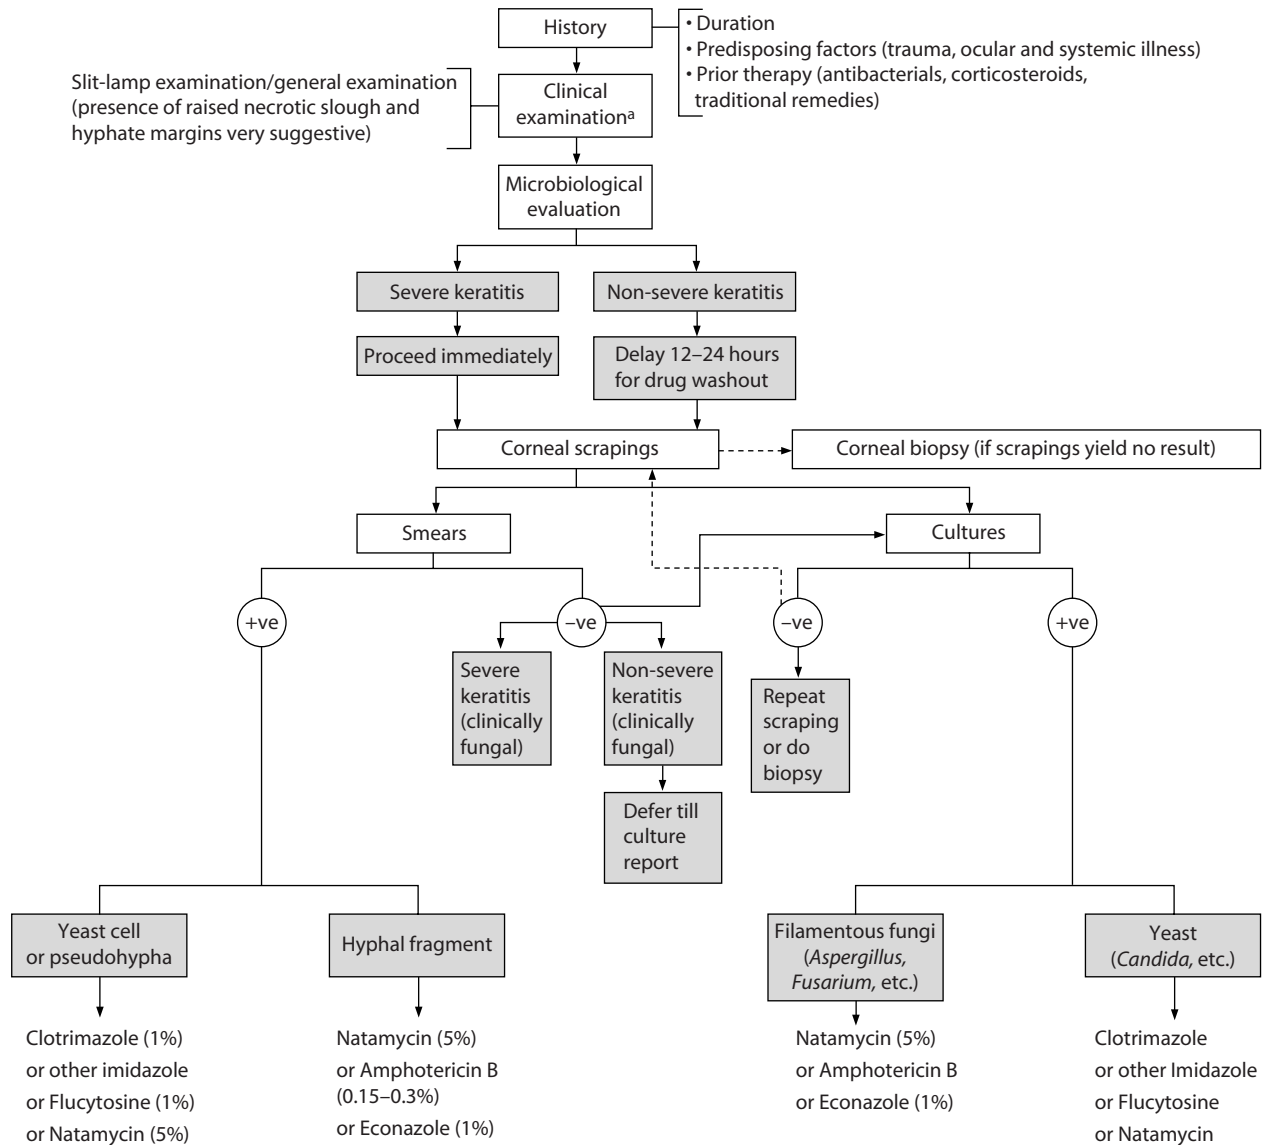 History
• Duration
• Predisposing factors (trauma, ocular and systemic illness)
• Prior therapy (antibacterials, corticosteroids,
traditional remedies)
Slit-lamp examination/general examination
(presence of raised necrotic slough and
hyphate margins very suggestive)
Clinical
examinationᵃ
Microbiological
evaluation
Severe keratitis
Non-severe keratitis
Proceed immediately
Delay 12–24 hours
for drug washout
Corneal scrapings
Corneal biopsy (if scrapings yield no result)
Smears
Cultures
+ve
–ve
–ve
+ve
Severe
keratitis
(clinically
fungal)
Non-severe
keratitis
(clinically
fungal)
Repeat
scraping
or do
biopsy
Defer till
culture
report
Yeast cell
or pseudohypha
Hyphal fragment
Filamentous fungi
(Aspergillus,
Fusarium, etc.)
Yeast
(Candida, etc.)
Clotrimazole (1%)
or other imidazole
or Flucytosine (1%)
or Natamycin (5%)
Natamycin (5%)
or Amphotericin B
(0.15–0.3%)
or Econazole (1%)
Natamycin (5%)
or Amphotericin B
or Econazole (1%)
Clotrimazole
or other Imidazole
or Flucytosine
or Natamycin